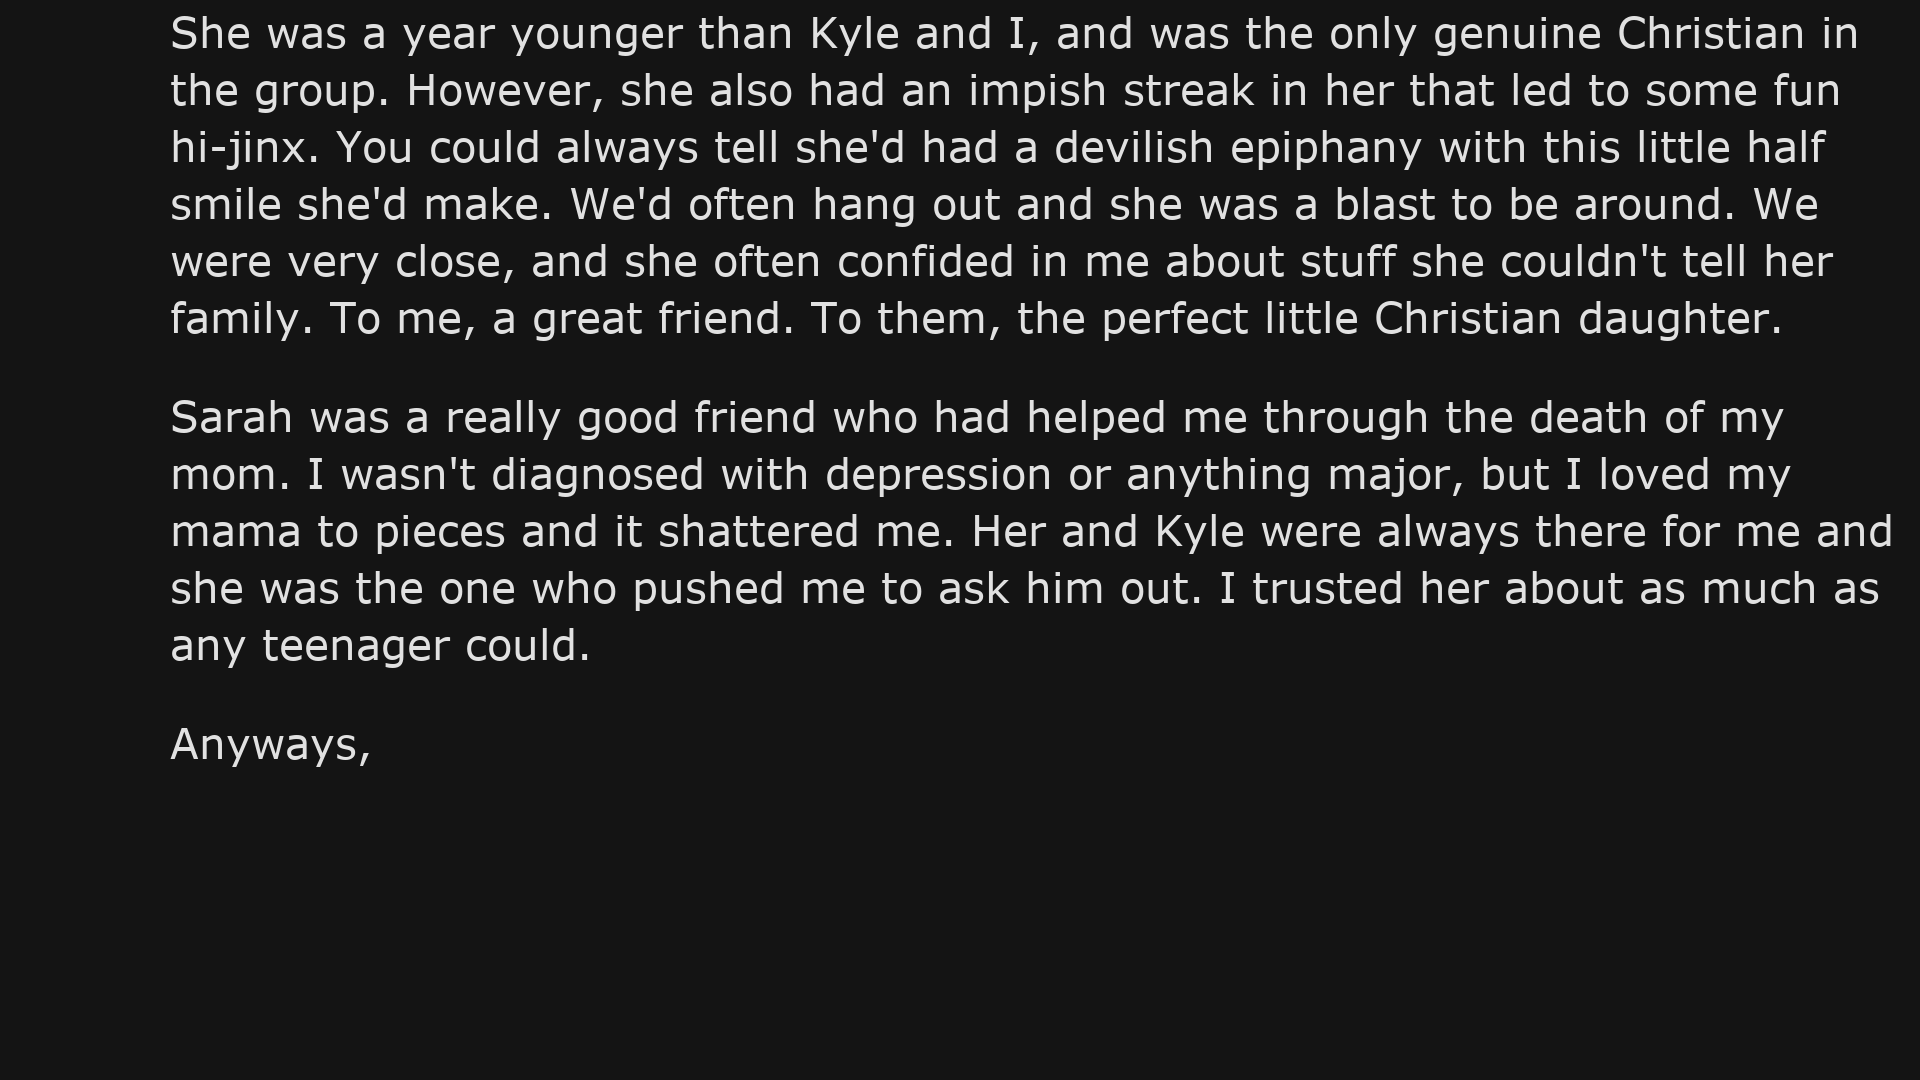 She was a year younger than Kyle and I, and was the only genuine Christian in
the group. However, she also had an impish streak in her that led to some fun
hi-jinx. You could always tell she'd had a devilish epiphany with this little half
smile she'd make. We'd often hang out and she was a blast to be around. We
were very close, and she often confided in me about stuff she couldn't tell her
family. To me, a great friend. To them, the perfect little Christian daughter.
Sarah was a really good friend who had helped me through the death of my
mom. I wasn't diagnosed with depression or anything major, but I loved my
mama to pieces and it shattered me. Her and Kyle were always there for me and
she was the one who pushed me to ask him out. I trusted her about as much as
any teenager could.
Anyways,